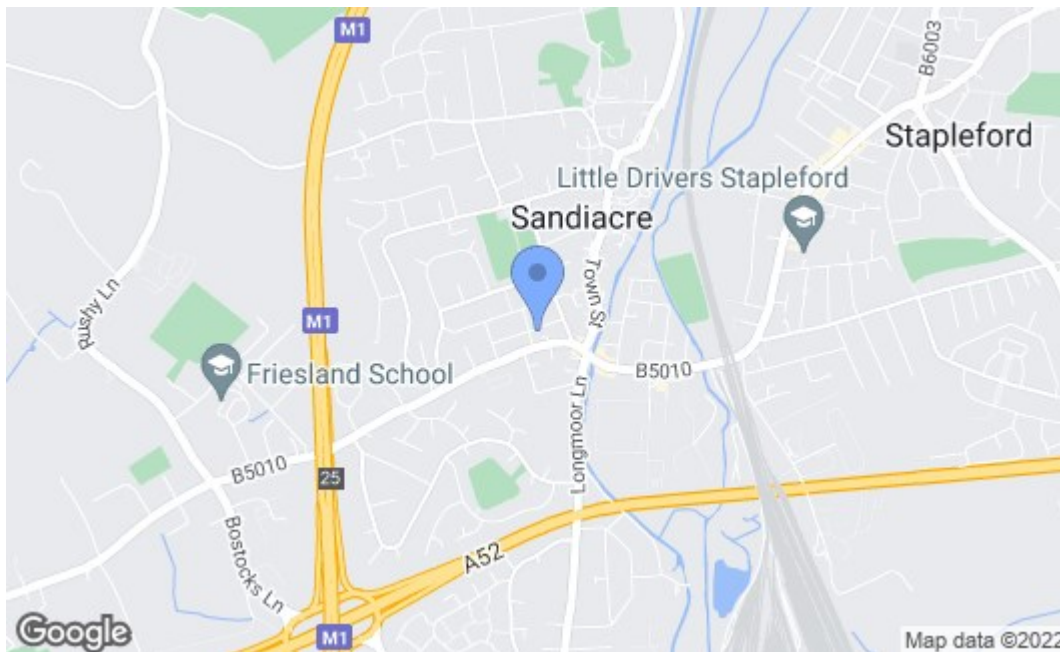 M1
B6003
Stapleford
Little Drivers Stapleford
Sandiacre
Town St
Rushy Ln
M1
Friesland School
B5010
Longmoor Ln
B5010
25
Bostocks Ln
A52
M1
Google
Map data ©2022